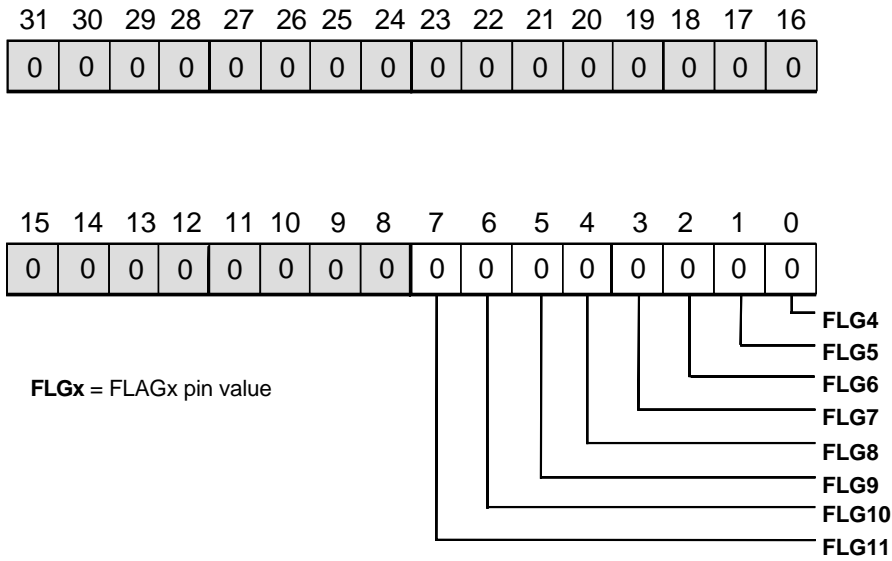 31 30 29 28 27 26 25 24 23 22 21 20 19 18 17 16
0 0 0 0 0 0 0 0 0 0 0 0 0 0 0 0
15 14 13 12 11 10 9 8 7 6 5 4 3 2 1 0
0 0 0 0 0 0 0 0 0 0 0 0 0 0 0 0
FLG4
FLG5
FLG6
FLGx = FLAGx pin value
FLG7
FLG8
FLG9
FLG10
FLG11